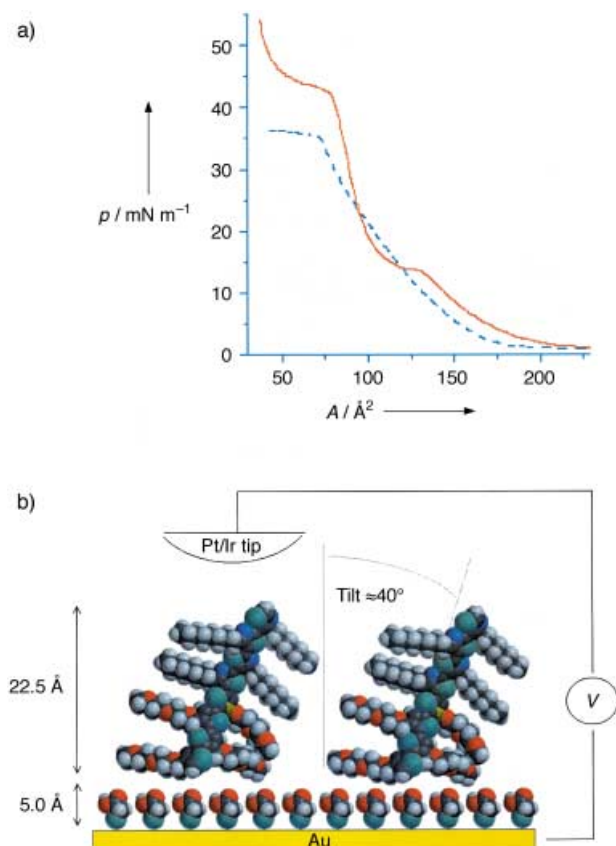 a)
50
40
30
20
10
0
p / mN m⁻¹
50
100
150
200
A / Å²
b)
Pt/Ir tip
Tilt ≈40°
22.5 Å
V
5.0 Å
Au